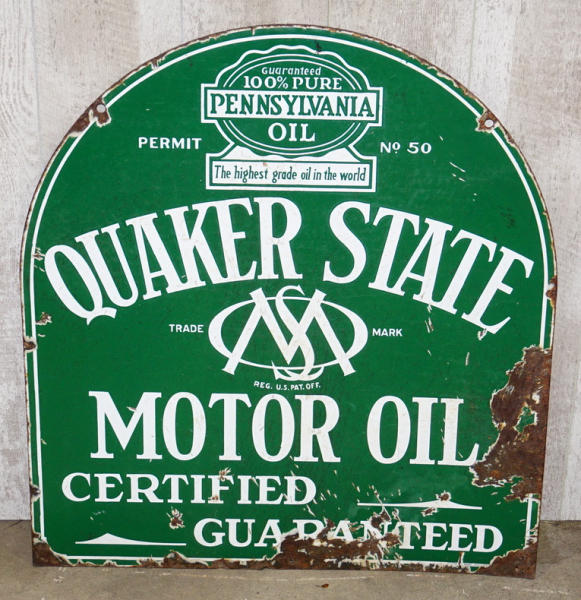 Guaranteed
100% PURE
PENNSYLVANIA
OIL
PERMIT Nº 50
The highest grade oil in the world
QUAKER STATE
TRADE MARK
REG. U.S. PAT. OFF.
MOTOR OIL
CERTIFIED
GUARANTEED